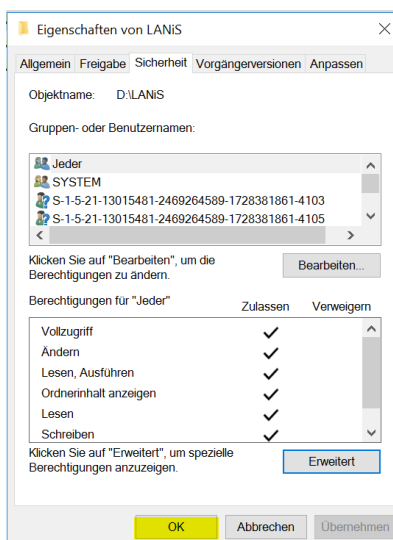 Eigenschaften von LANiS
Allgemein Freigabe Sicherheit Vorgängerversionen Anpassen
Objektname: D:\LANiS
Gruppen- oder Benutzernamen:
Jeder
SYSTEM
S-1-5-21-13015481-2469264589-1728381861-4103
S-1-5-21-13015481-2469264589-1728381861-4105
Klicken Sie auf "Bearbeiten", um die
Berechtigungen zu ändern.
Bearbeiten...
Berechtigungen für "Jeder" Zulassen Verweigern
Vollzugriff
Ändern
Lesen, Ausführen
Ordnerinhalt anzeigen
Lesen
Schreiben
Klicken Sie auf "Erweitert", um spezielle
Berechtigungen anzuzeigen.
Erweitert
OK Abbrechen Übernehmen